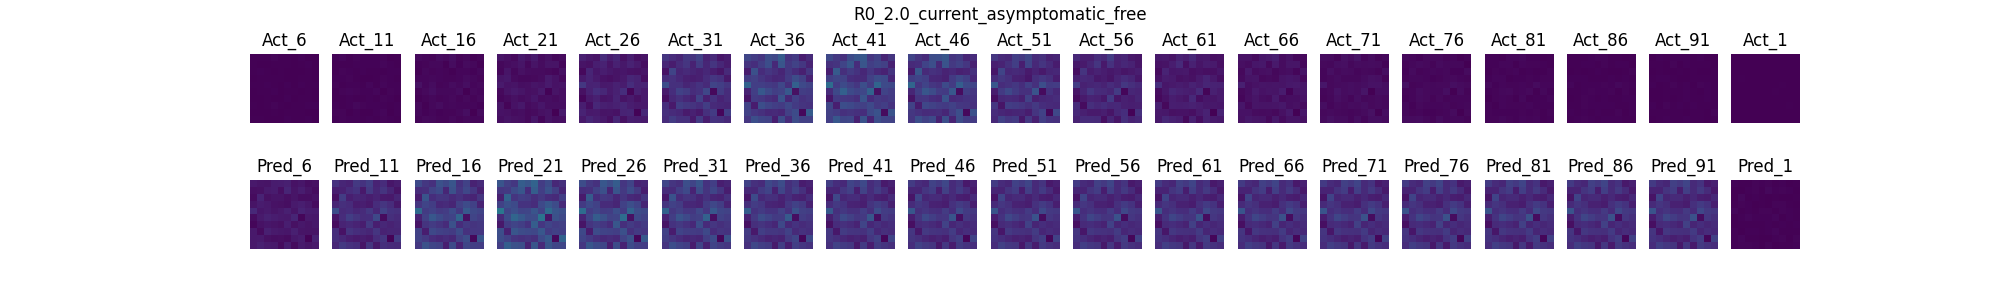 R0_2.0_current_asymptomatic_free
Act_6 Act_11 Act_16 Act_21 Act_26 Act_31 Act_36 Act_41 Act_46 Act_51 Act_56 Act_61 Act_66 Act_71 Act_76 Act_81 Act_86 Act_91 Act_1
Pred_6 Pred_11 Pred_16 Pred_21 Pred_26 Pred_31 Pred_36 Pred_41 Pred_46 Pred_51 Pred_56 Pred_61 Pred_66 Pred_71 Pred_76 Pred_81 Pred_86 Pred_91 Pred_1